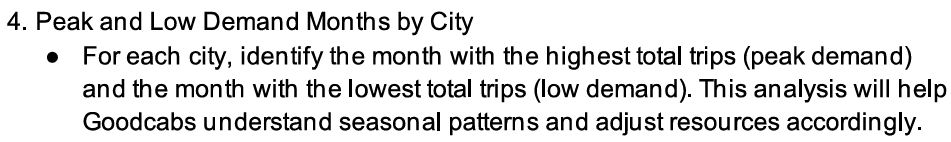 4. Peak and Low Demand Months by City
● For each city, identify the month with the highest total trips (peak demand)
and the month with the lowest total trips (low demand). This analysis will help
Goodcabs understand seasonal patterns and adjust resources accordingly.